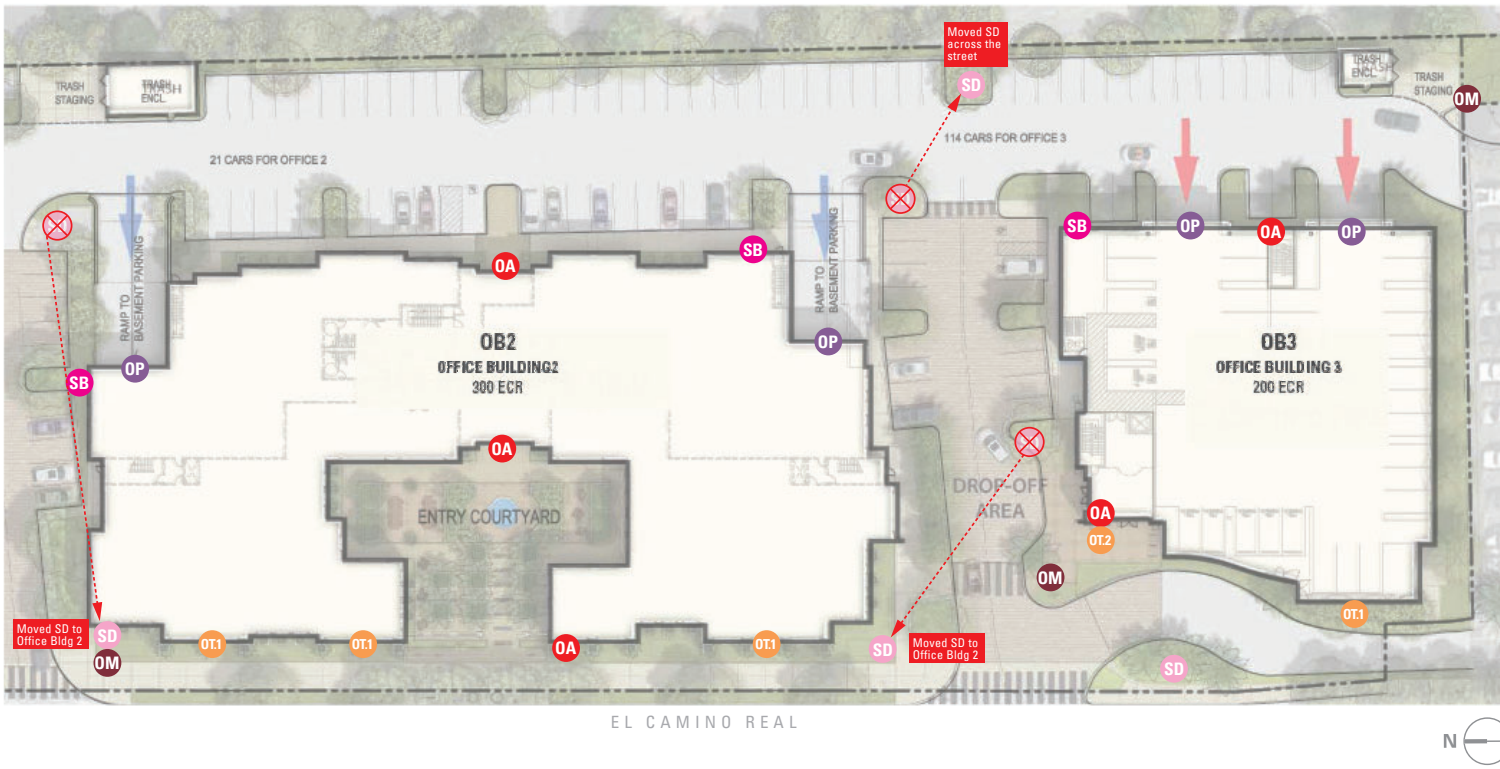 Moved SD
across the
street
SD
TRASH
STAGING
TRASH
ENCL.
TRASH
TRASH
ENCL.
TRASH
TRASH
STAGING
OM
21 CARS FOR OFFICE 2
114 CARS FOR OFFICE 3
RAMP TO
BASEMENT PARKING
RAMP TO
BASEMENT PARKING
SB
OA
SB
OP
OA
OP
OP
SB
OP
OB2
OFFICE BUILDING2
300 ECR
OB3
OFFICE BUILDING 3
200 ECR
OA
ENTRY COURTYARD
DROP-OFF
AREA
OA
OT.2
OM
Moved SD to
Office Bldg 2
SD
OM
OT.1
OT.1
OA
OT.1
SD
Moved SD to
Office Bldg 2
OT.1
SD
EL CAMINO REAL
N